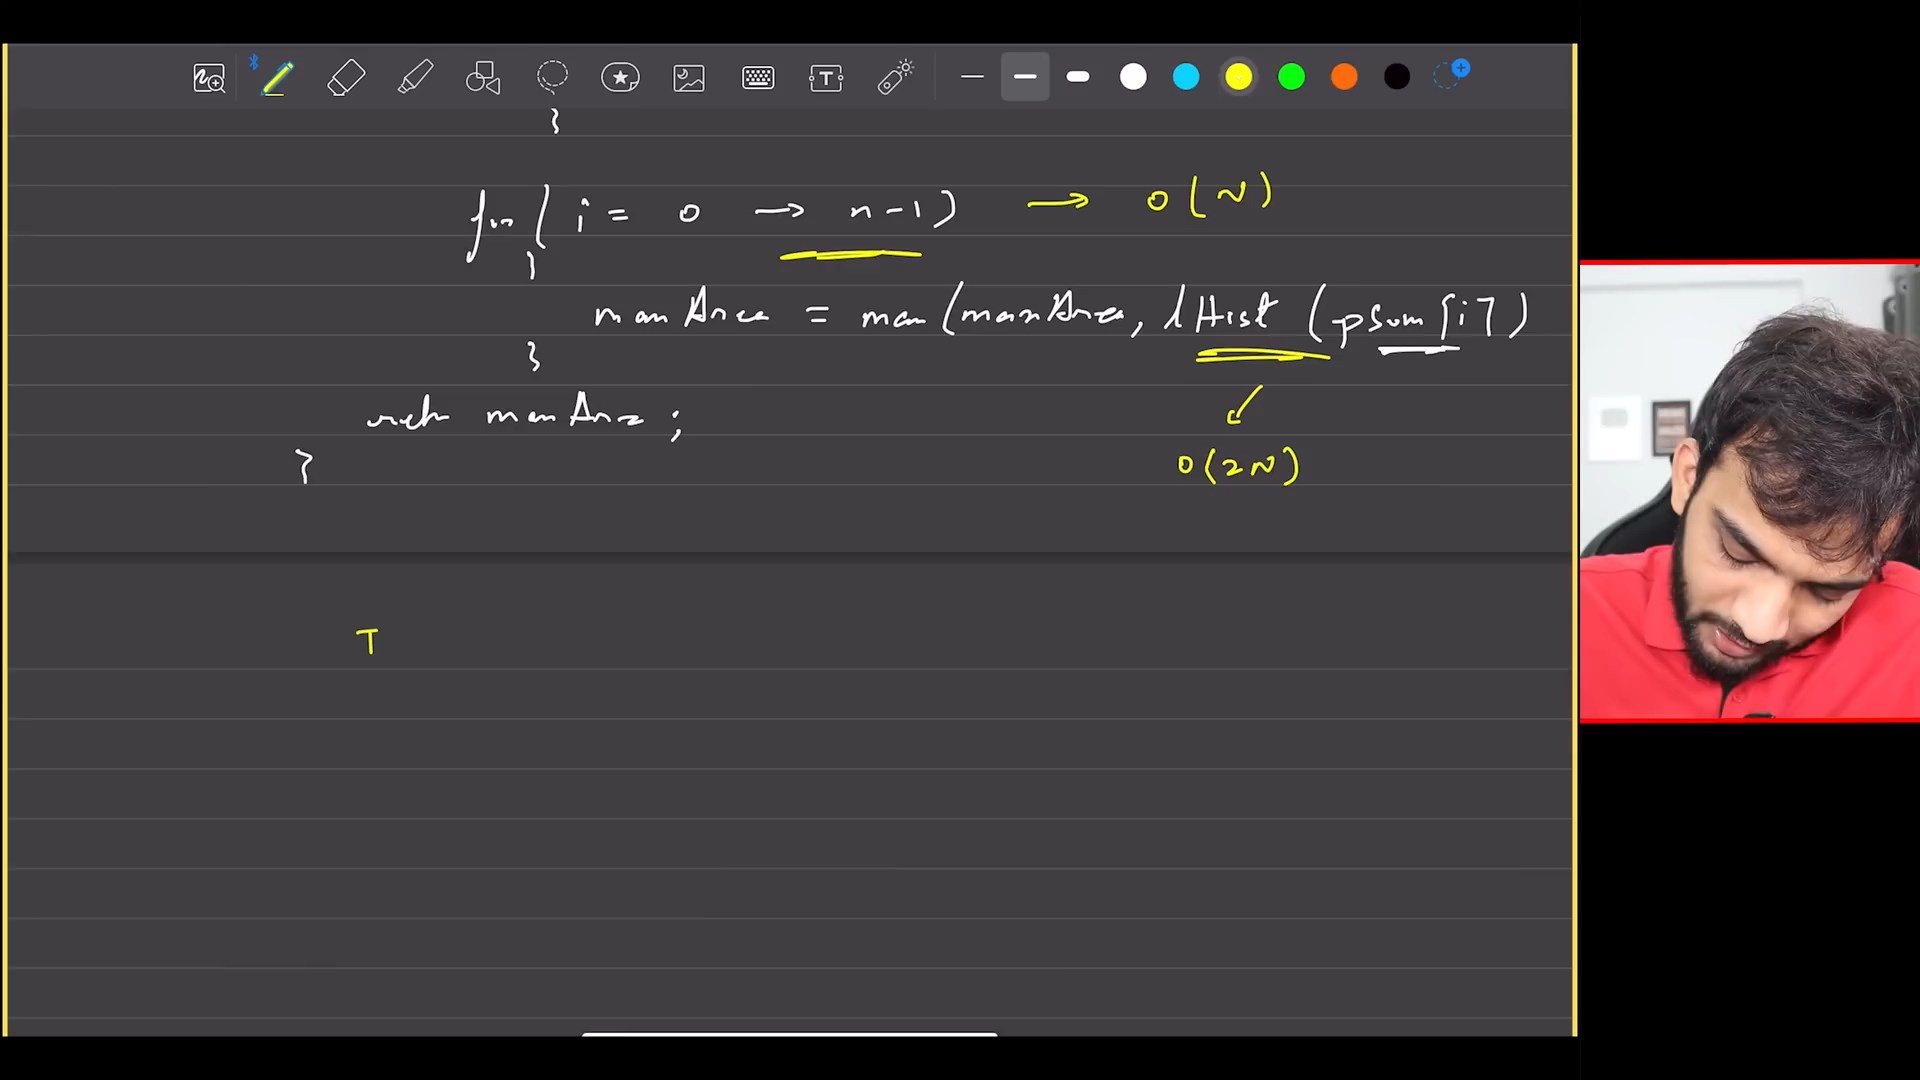 }
for( i = 0 → n-1) → O(N)
{
maxArea = max(maxArea, lHist (psum[i])
}
return maxArea;
O(2N)
}
T